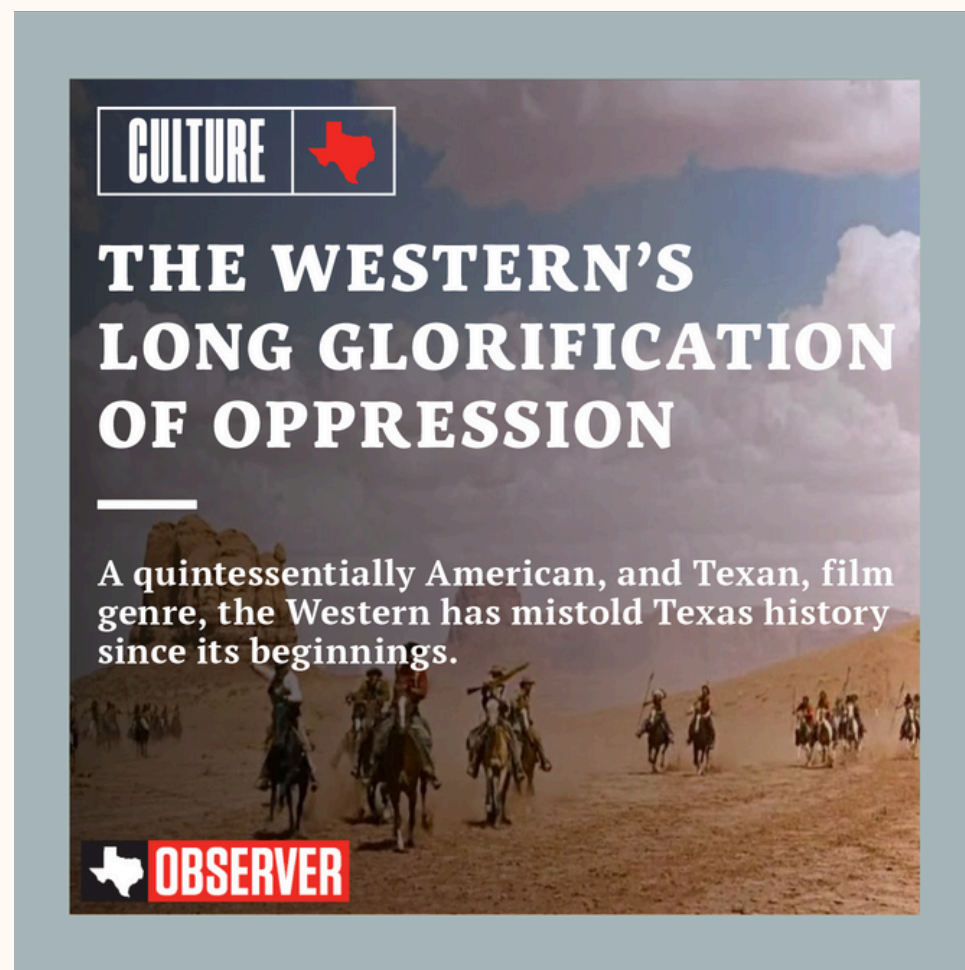 CULTURE
THE WESTERN’S
LONG GLORIFICATION
OF OPPRESSION
A quintessentially American, and Texan, film
genre, the Western has mistold Texas history
since its beginnings.
OBSERVER